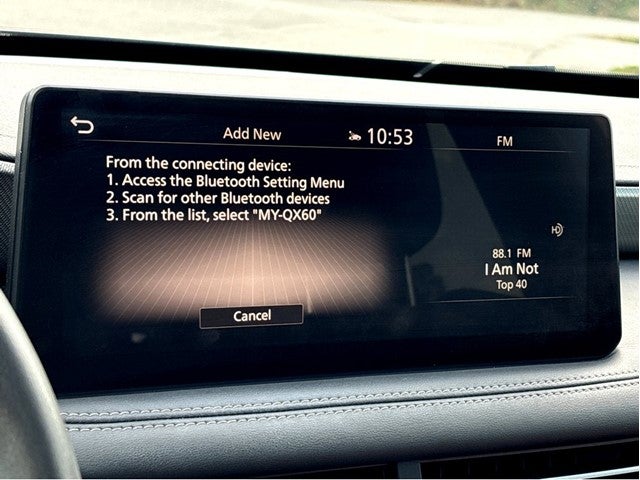 Add New
10:53
FM
From the connecting device:
1. Access the Bluetooth Setting Menu
2. Scan for other Bluetooth devices
3. From the list, select "MY-QX60"
HD
88.1 FM
I Am Not
Top 40
Cancel